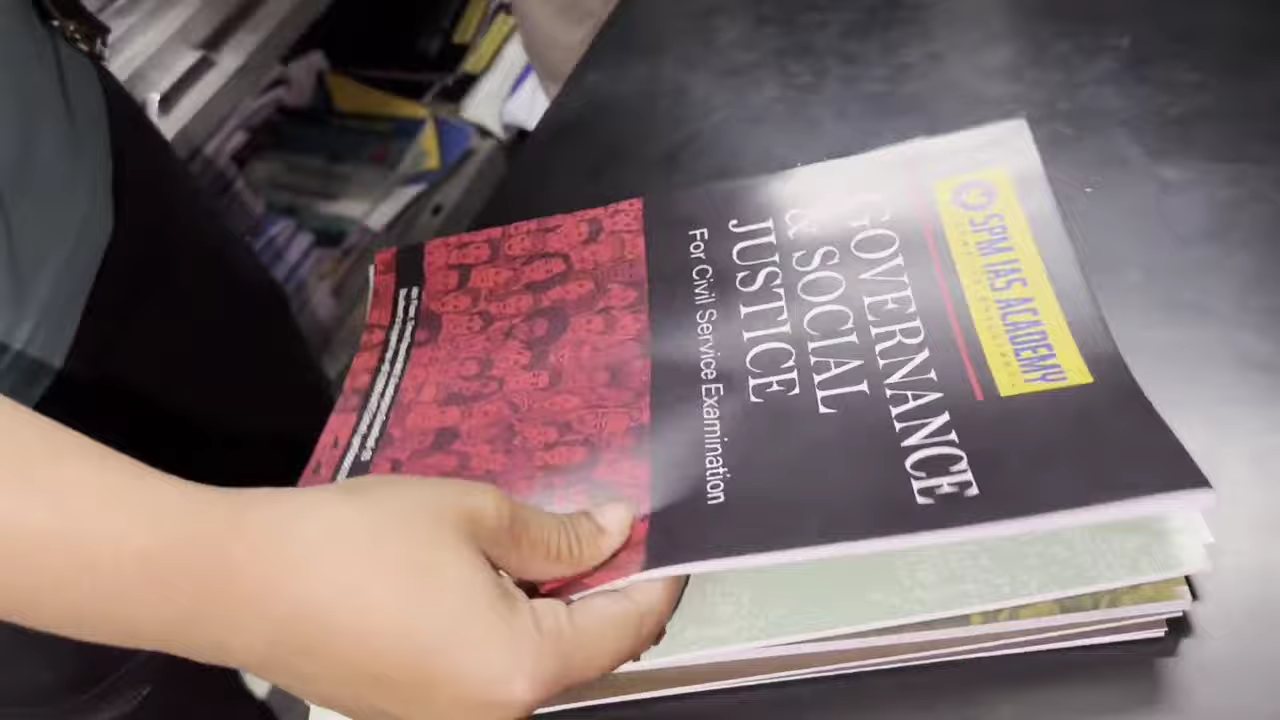 SPM IAS ACADEMY
GOVERNANCE
& SOCIAL
JUSTICE
For Civil Service Examination